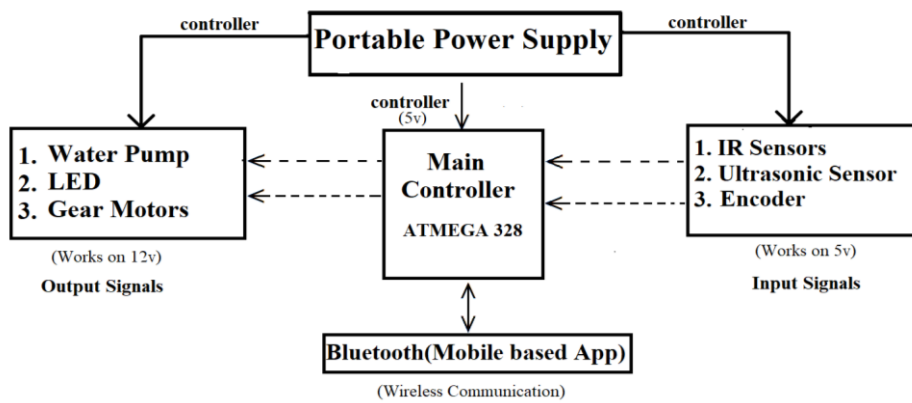 controller
Portable Power Supply
controller
controller
(5v)
1. Water Pump
2. LED
3. Gear Motors
(Works on 12v)
Output Signals
Main
Controller
ATMEGA 328
1. IR Sensors
2. Ultrasonic Sensor
3. Encoder
(Works on 5v)
Input Signals
Bluetooth(Mobile based App)
(Wireless Communication)